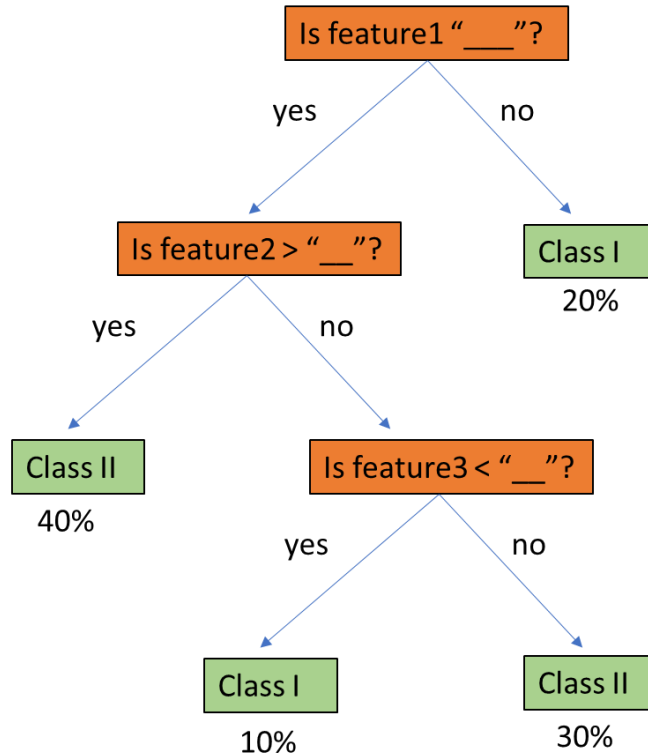 Is feature1 “___”?
yes
no
Is feature2 > “__”?
Class I
20%
yes
no
Class II
40%
Is feature3 < “__”?
yes
no
Class I
10%
Class II
30%